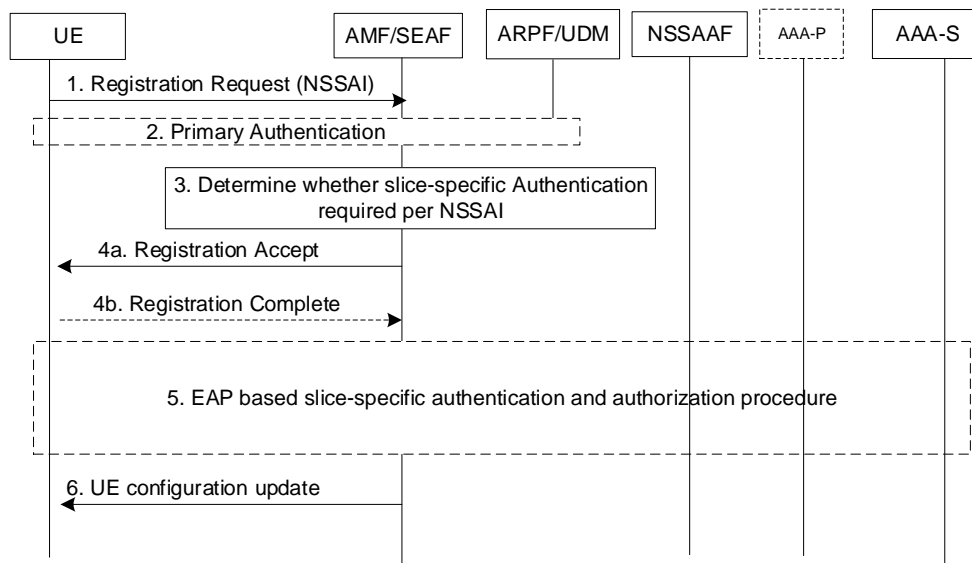 UE
AMF/SEAF
ARPF/UDM
NSSAAF
AAA-P
AAA-S
1. Registration Request (NSSAI)
2. Primary Authentication
3. Determine whether slice-specific Authentication
required per NSSAI
4a. Registration Accept
4b. Registration Complete
5. EAP based slice-specific authentication and authorization procedure
6. UE configuration update